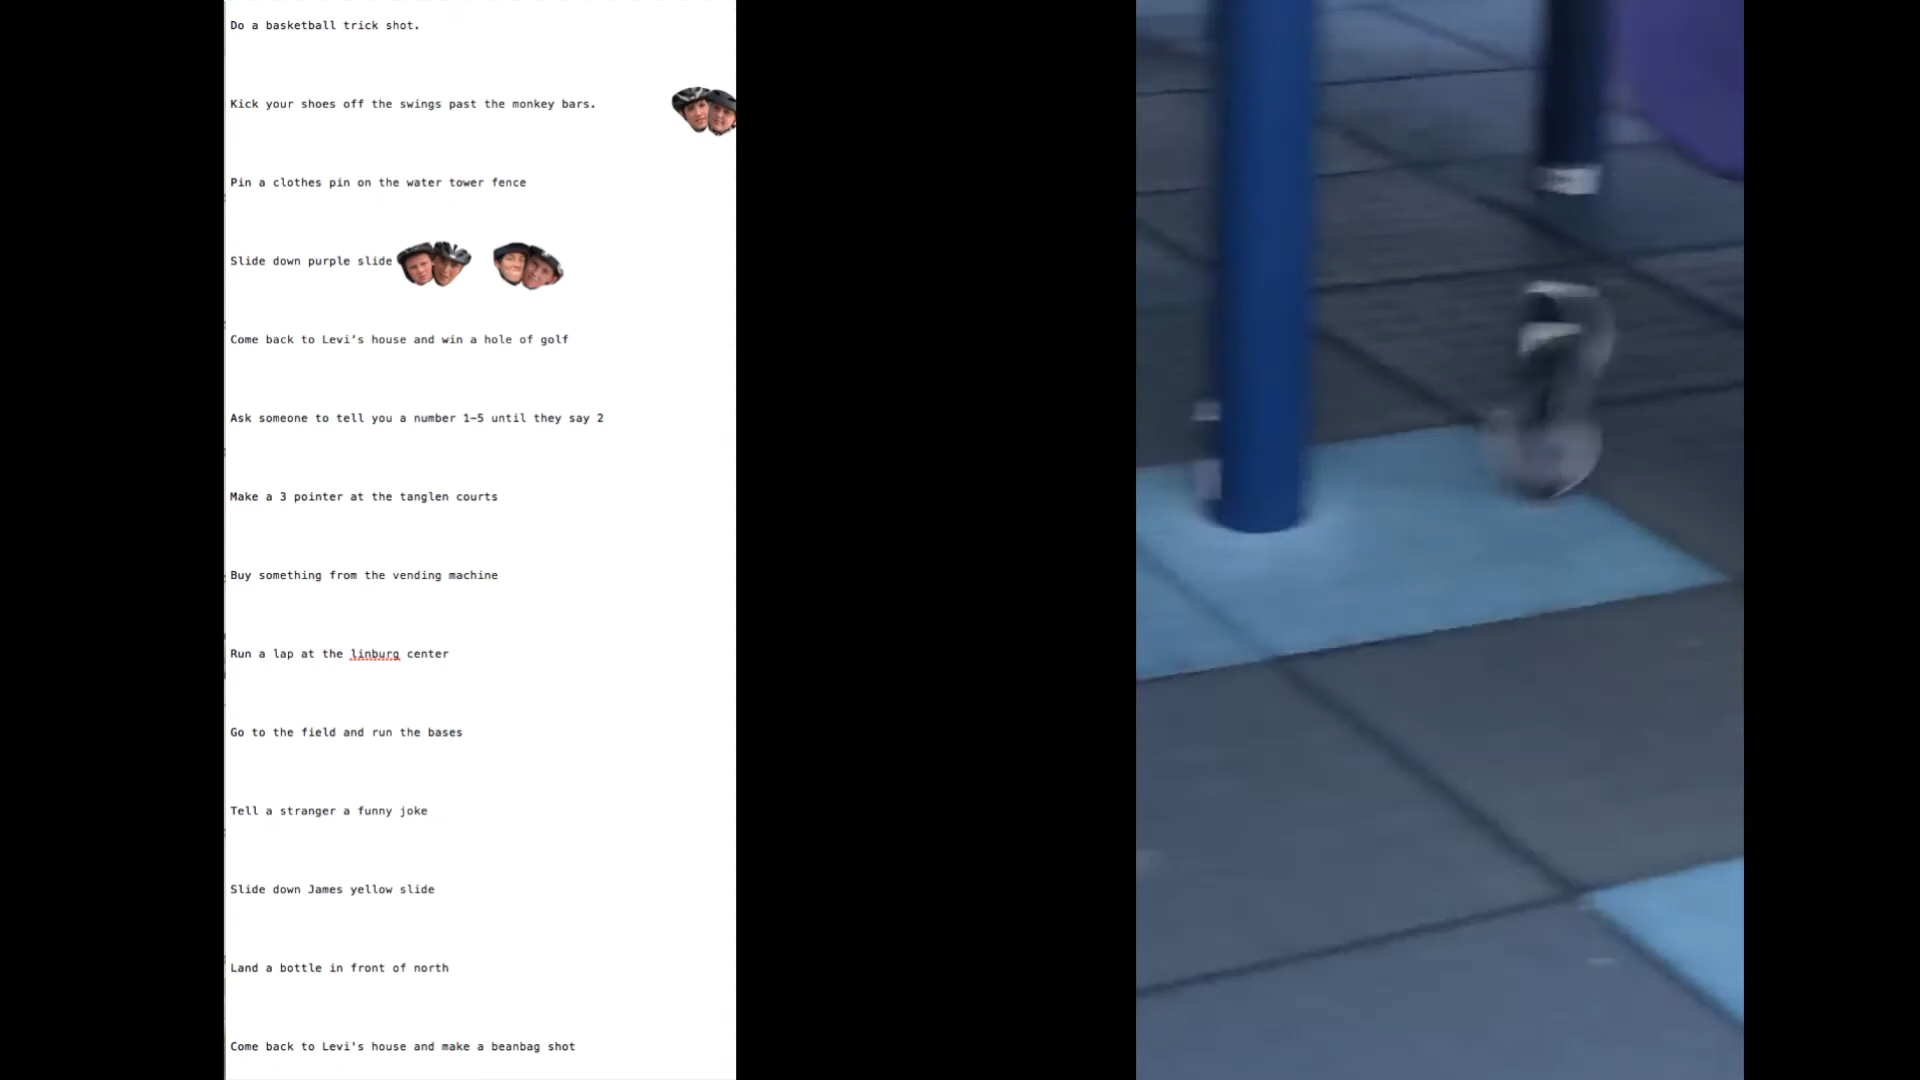 Do a basketball trick shot.
Kick your shoes off the swings past the monkey bars.
Pin a clothes pin on the water tower fence
Slide down purple slide
Come back to Levi's house and win a hole of golf
Ask someone to tell you a number 1–5 until they say 2
Make a 3 pointer at the tanglen courts
Buy something from the vending machine
Run a lap at the linburg center
Go to the field and run the bases
Tell a stranger a funny joke
Slide down James yellow slide
Land a bottle in front of north
Come back to Levi's house and make a beanbag shot